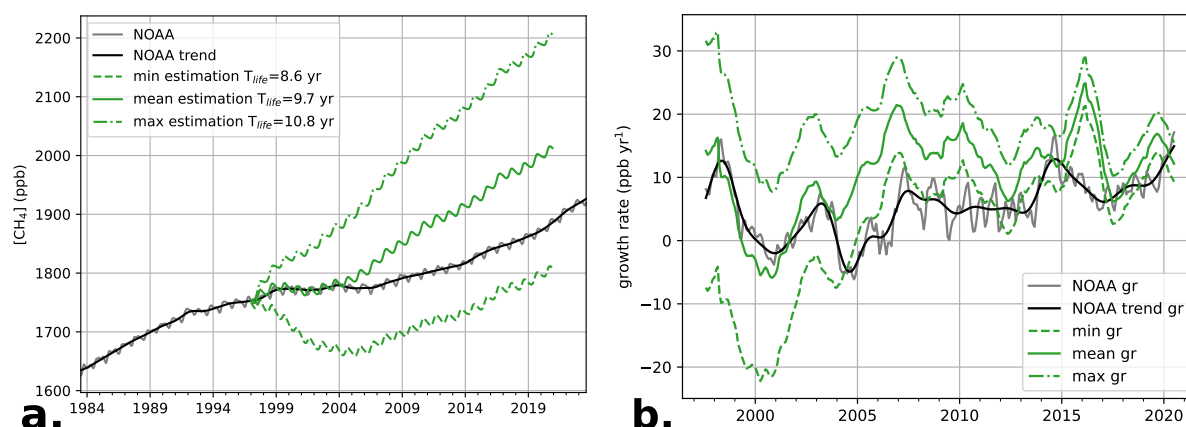 2200
2100
2000
1900
1800
1700
1600
[CH4] (ppb)
NOAA
NOAA trend
min estimation Tlife=8.6 yr
mean estimation Tlife=9.7 yr
max estimation Tlife=10.8 yr
1984 1989 1994 1999 2004 2009 2014 2019
a.
30
20
10
0
−10
−20
growth rate (ppb yr-1)
NOAA gr
NOAA trend gr
min gr
mean gr
max gr
2000 2005 2010 2015 2020
b.